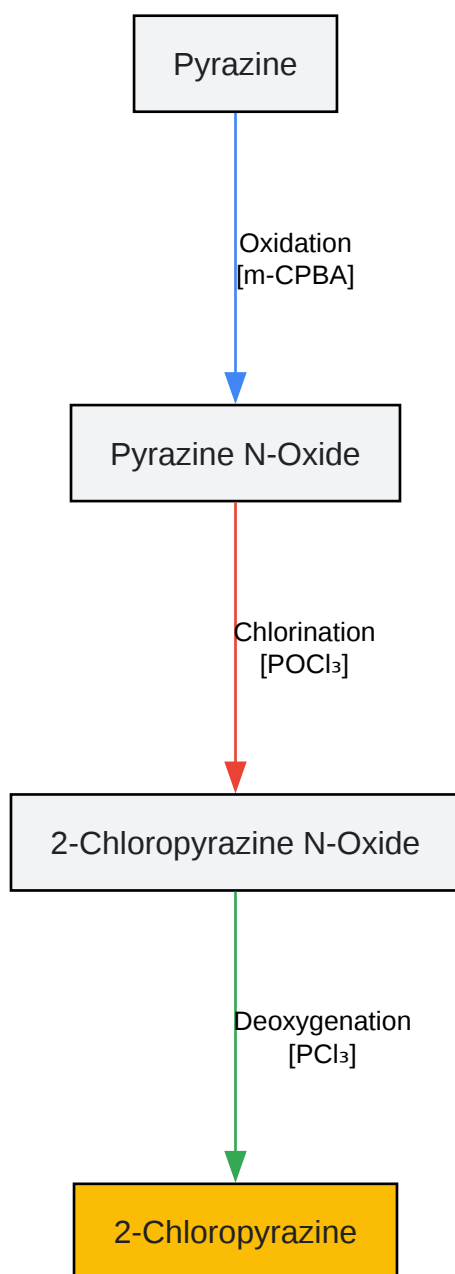 Pyrazine
Oxidation
[m-CPBA]
Pyrazine N-Oxide
Chlorination
[POCl₃]
2-Chloropyrazine N-Oxide
Deoxygenation
[PCl₃]
2-Chloropyrazine